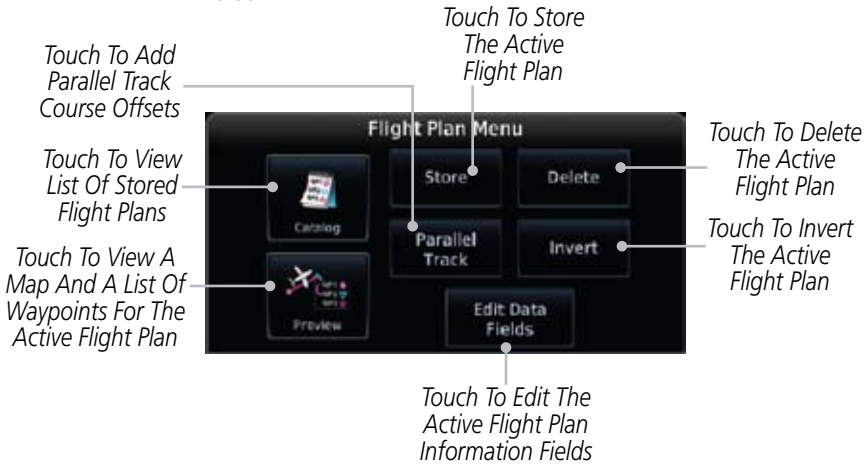 Touch To Store
The Active
Flight Plan
Touch To Add
Parallel Track
Course Offsets
Touch To View
List Of Stored
Flight Plans
Touch To View A
Map And A List Of
Waypoints For The
Active Flight Plan
Flight Plan Menu
Catalog
Store
Delete
Parallel
Track
Invert
Preview
Edit Data
Fields
Touch To Delete
The Active
Flight Plan
Touch To Invert
The Active
Flight Plan
Touch To Edit The
Active Flight Plan
Information Fields